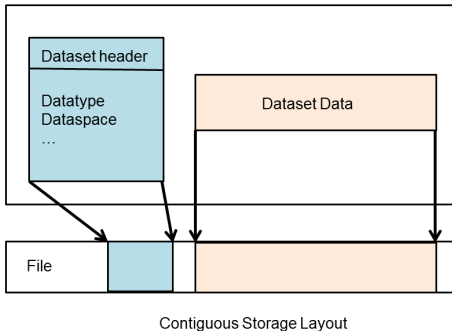 Dataset header
Datatype
Dataspace
…
Dataset Data
File
Contiguous Storage Layout